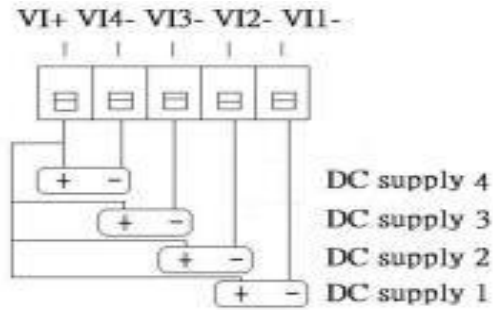 VI+ VI4- VI3- VI2- VI1-
+ - DC supply 4
+ - DC supply 3
+ - DC supply 2
+ - DC supply 1